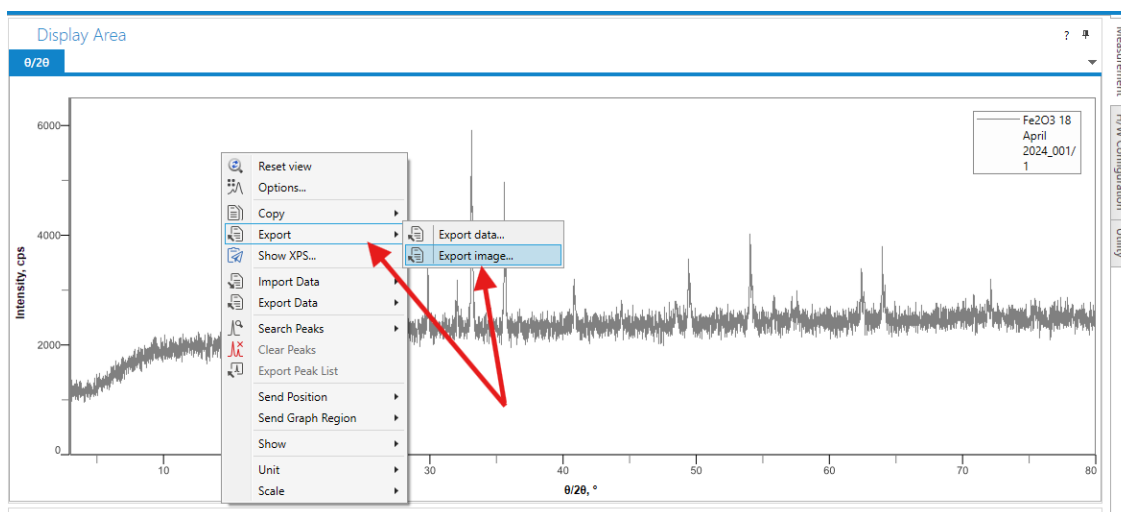 Display Area
?
θ/2θ
Measurement
H/W Configuration
Utility
6000
4000
2000
0
Intensity, cps
Fe2O3 18
April
2024_001/
1
Reset view
Options...
Copy
Export
Show XPS...
Import Data
Export Data
Search Peaks
Clear Peaks
Export Peak List
Send Position
Send Graph Region
Show
Unit
Scale
Export data...
Export image...
10
30
40
50
60
70
80
θ/2θ, °